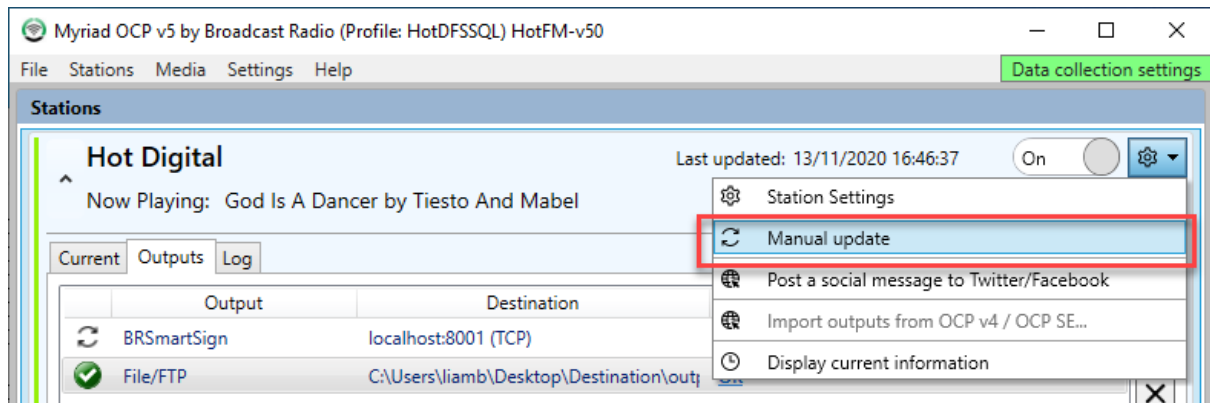 Myriad OCP v5 by Broadcast Radio (Profile: HotDFSSQL) HotFM-v50
File Stations Media Settings Help Data collection settings
Stations
Hot Digital Last updated: 13/11/2020 16:46:37 On
Now Playing: God Is A Dancer by Tiesto And Mabel
Station Settings
Manual update
Post a social message to Twitter/Facebook
Import outputs from OCP v4 / OCP SE...
Display current information
Current Outputs Log
Output Destination
BRSmartSign localhost:8001 (TCP)
File/FTP C:\Users\liamb\Desktop\Destination\outp